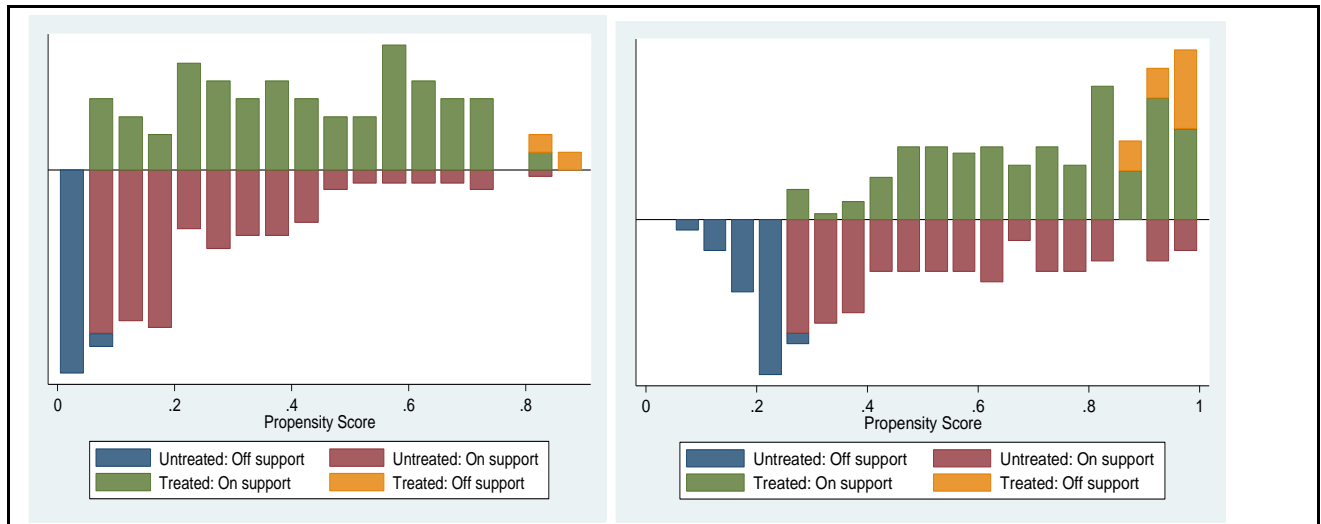 0 .2 .4 .6 .8
Propensity Score
Untreated: Off support Untreated: On support
Treated: On support Treated: Off support
0 .2 .4 .6 .8 1
Propensity Score
Untreated: Off support Untreated: On support
Treated: On support Treated: Off support